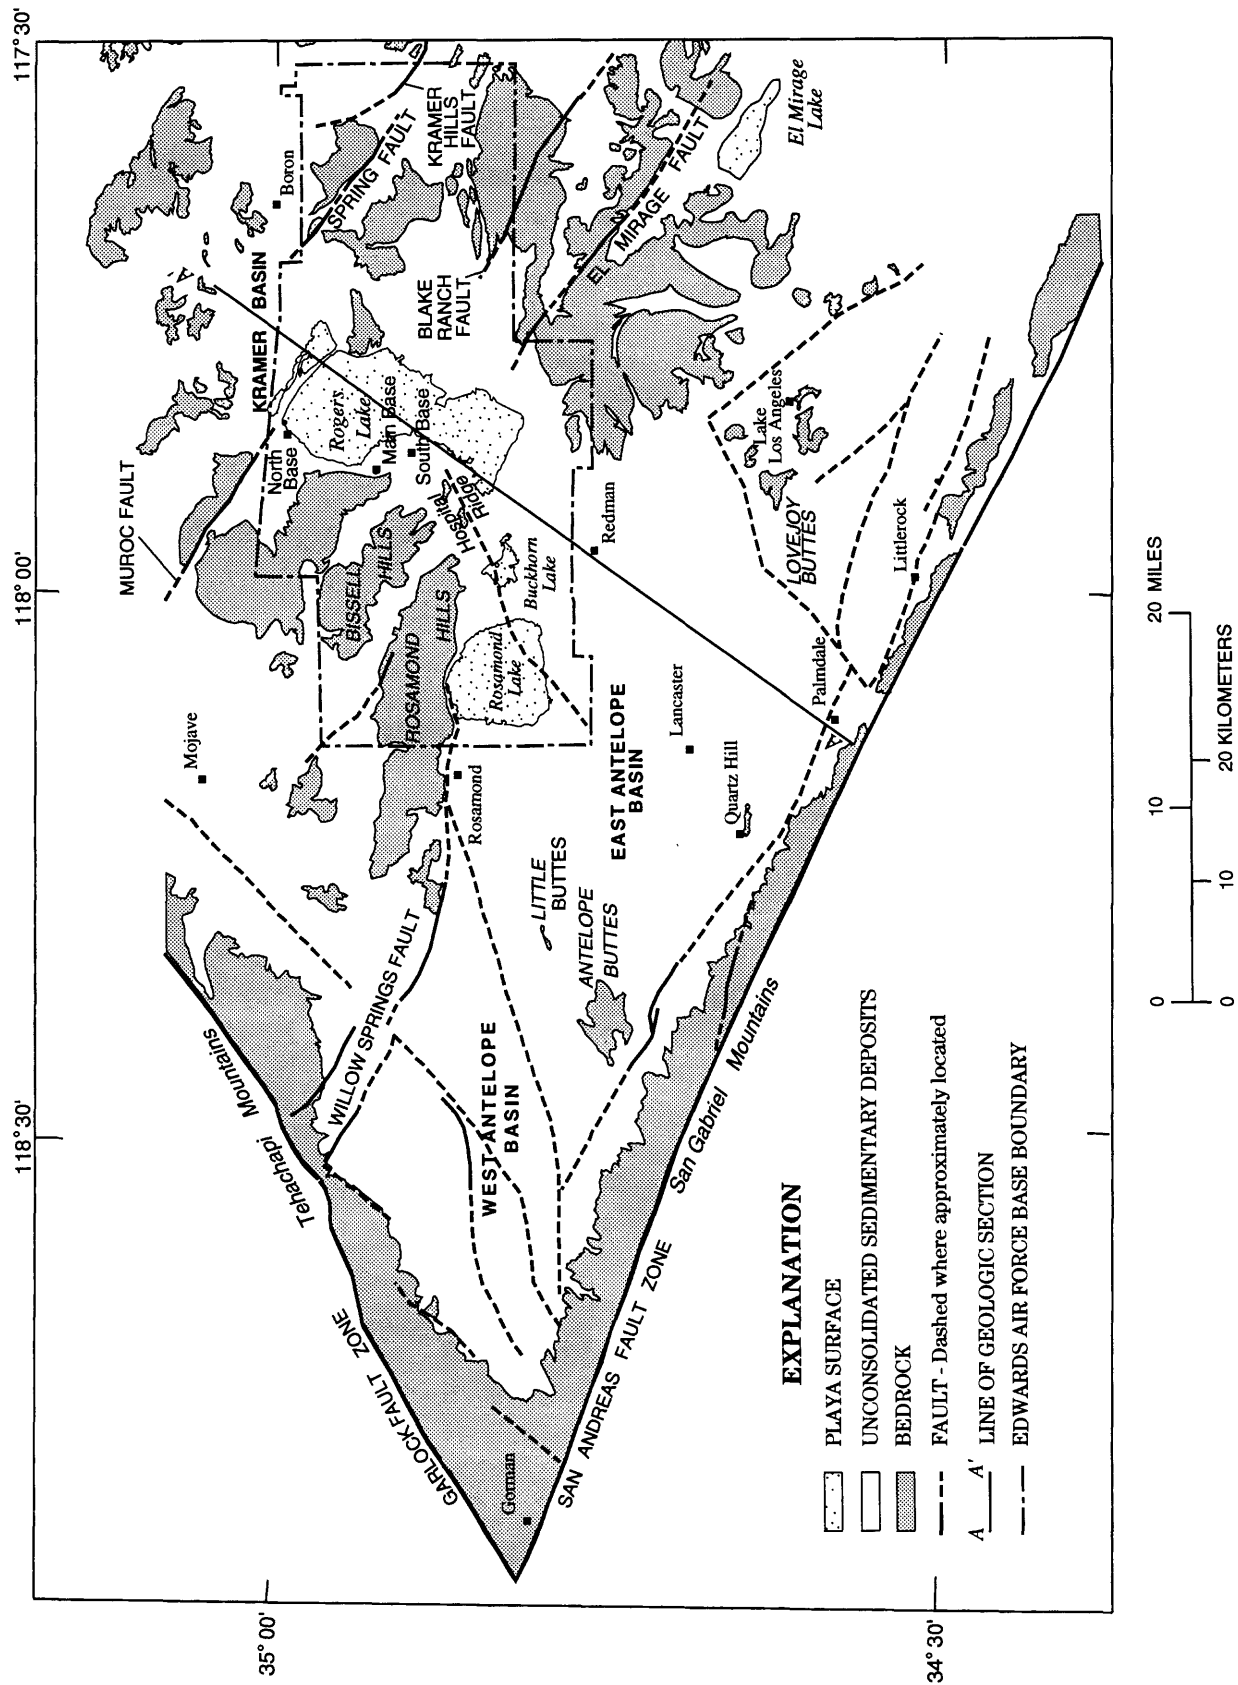 118° 30'
118° 00'
117° 30'
35° 00'
34° 30'
Tehachapi Mountains
GARLOCK FAULT ZONE
Gorman
SAN ANDREAS FAULT ZONE
San Gabriel Mountains
WILLOW SPRINGS FAULT
WEST ANTELOPE
BASIN
Mojave
Rosamond
LITTLE
BUTTES
ANTELOPE
BUTTES
EAST ANTELOPE
BASIN
Quartz Hill
Lancaster
Palmdale
A
MUROC FAULT
BISSELL
HILLS
ROSAMOND
HILLS
Rosamond
Lake
Buckhorn
Lake
Hospital
Ridge
North
Base
Rogers
Lake
Main Base
South Base
Redman
KRAMER BASIN
A'
Boron
SPRING FAULT
KRAMER
HILLS
FAULT
BLAKE
RANCH
FAULT
EL MIRAGE FAULT
El Mirage
Lake
Lake
Los Angeles
LOVEJOY
BUTTES
Littlerock
EXPLANATION
PLAYA SURFACE
UNCONSOLIDATED SEDIMENTARY DEPOSITS
BEDROCK
FAULT - Dashed where approximately located
A A' LINE OF GEOLOGIC SECTION
EDWARDS AIR FORCE BASE BOUNDARY
0 10 20 MILES
0 10 20 KILOMETERS